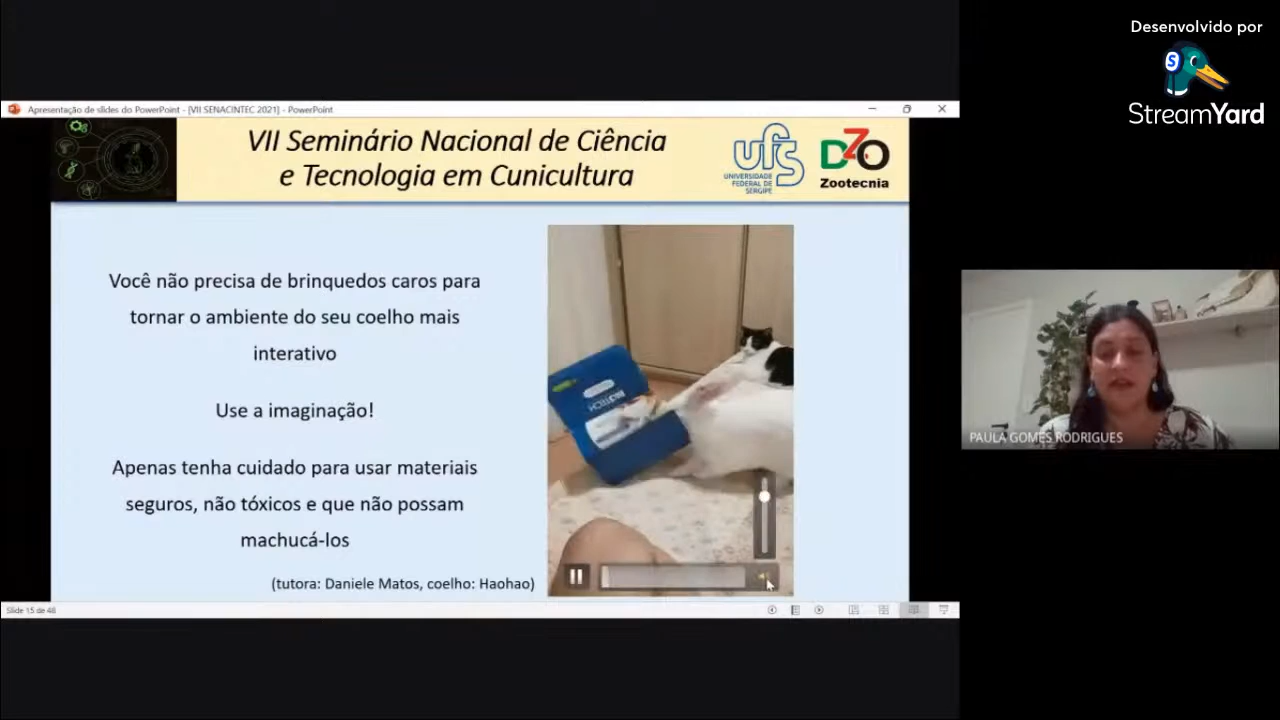 Desenvolvido por
StreamYard
Apresentação de slides do PowerPoint - [VII SENACINTEC 2021] - PowerPoint
VII Seminário Nacional de Ciência
e Tecnologia em Cunicultura
ufs
UNIVERSIDADE
FEDERAL DE
SERGIPE
DZO
Zootecnia
Você não precisa de brinquedos caros para
tornar o ambiente do seu coelho mais
interativo
Use a imaginação!
Apenas tenha cuidado para usar materiais
seguros, não tóxicos e que não possam
machucá-los
(tutora: Daniele Matos, coelho: Haohao)
PAULA GOMES RODRIGUES
Slide 15 de 48